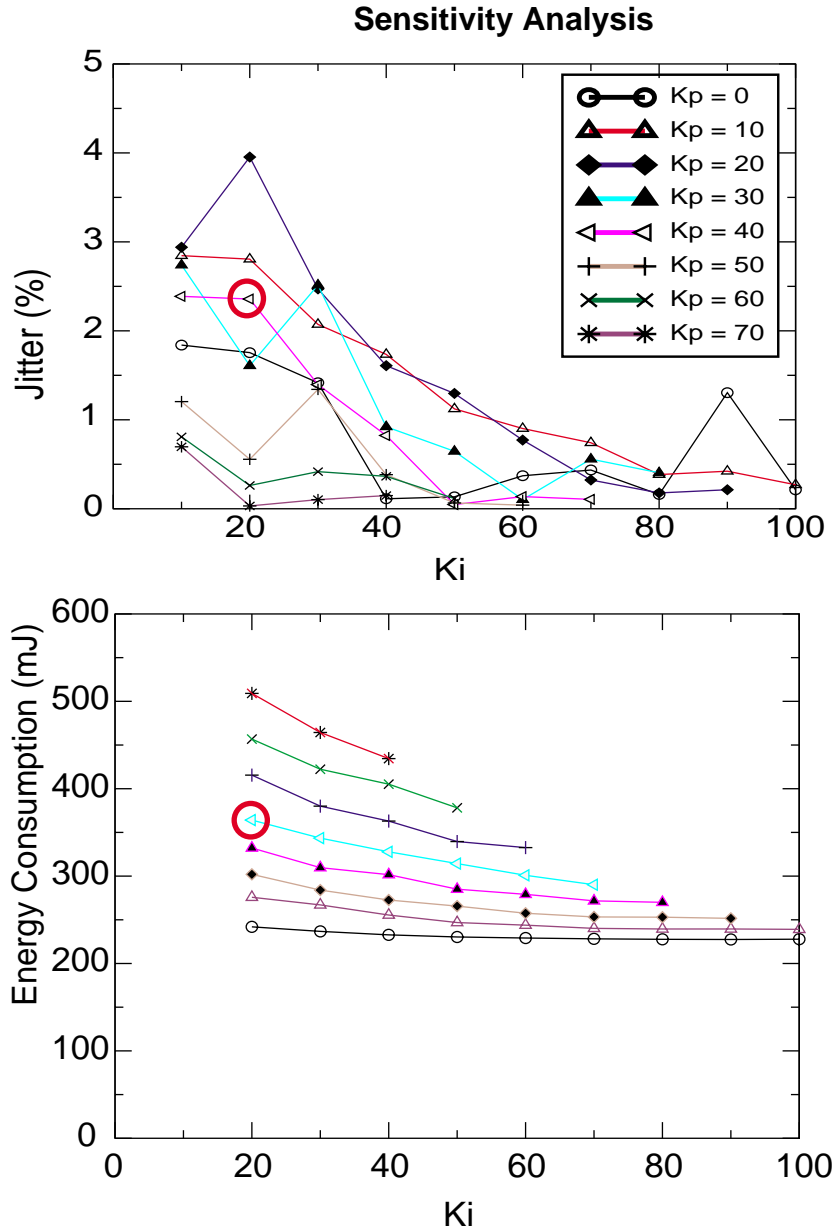 Sensitivity Analysis
5
4
3
2
1
0
Jitter (%)
20
40
60
80
100
Ki
Kp = 0
Kp = 10
Kp = 20
Kp = 30
Kp = 40
Kp = 50
Kp = 60
Kp = 70
600
500
400
300
200
100
0
Energy Consumption (mJ)
0
20
40
60
80
100
Ki